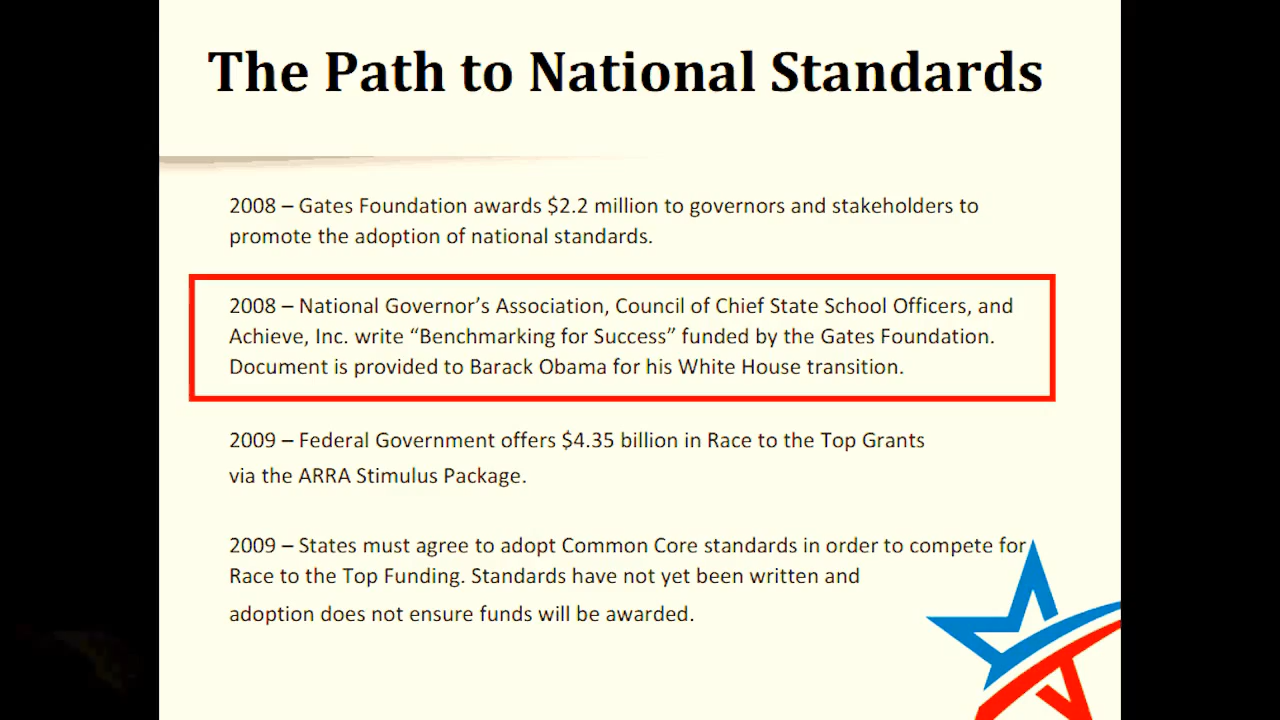 The Path to National Standards
2008 – Gates Foundation awards $2.2 million to governors and stakeholders to
promote the adoption of national standards.
2008 – National Governor’s Association, Council of Chief State School Officers, and
Achieve, Inc. write “Benchmarking for Success” funded by the Gates Foundation.
Document is provided to Barack Obama for his White House transition.
2009 – Federal Government offers $4.35 billion in Race to the Top Grants
via the ARRA Stimulus Package.
2009 – States must agree to adopt Common Core standards in order to compete for
Race to the Top Funding. Standards have not yet been written and
adoption does not ensure funds will be awarded.